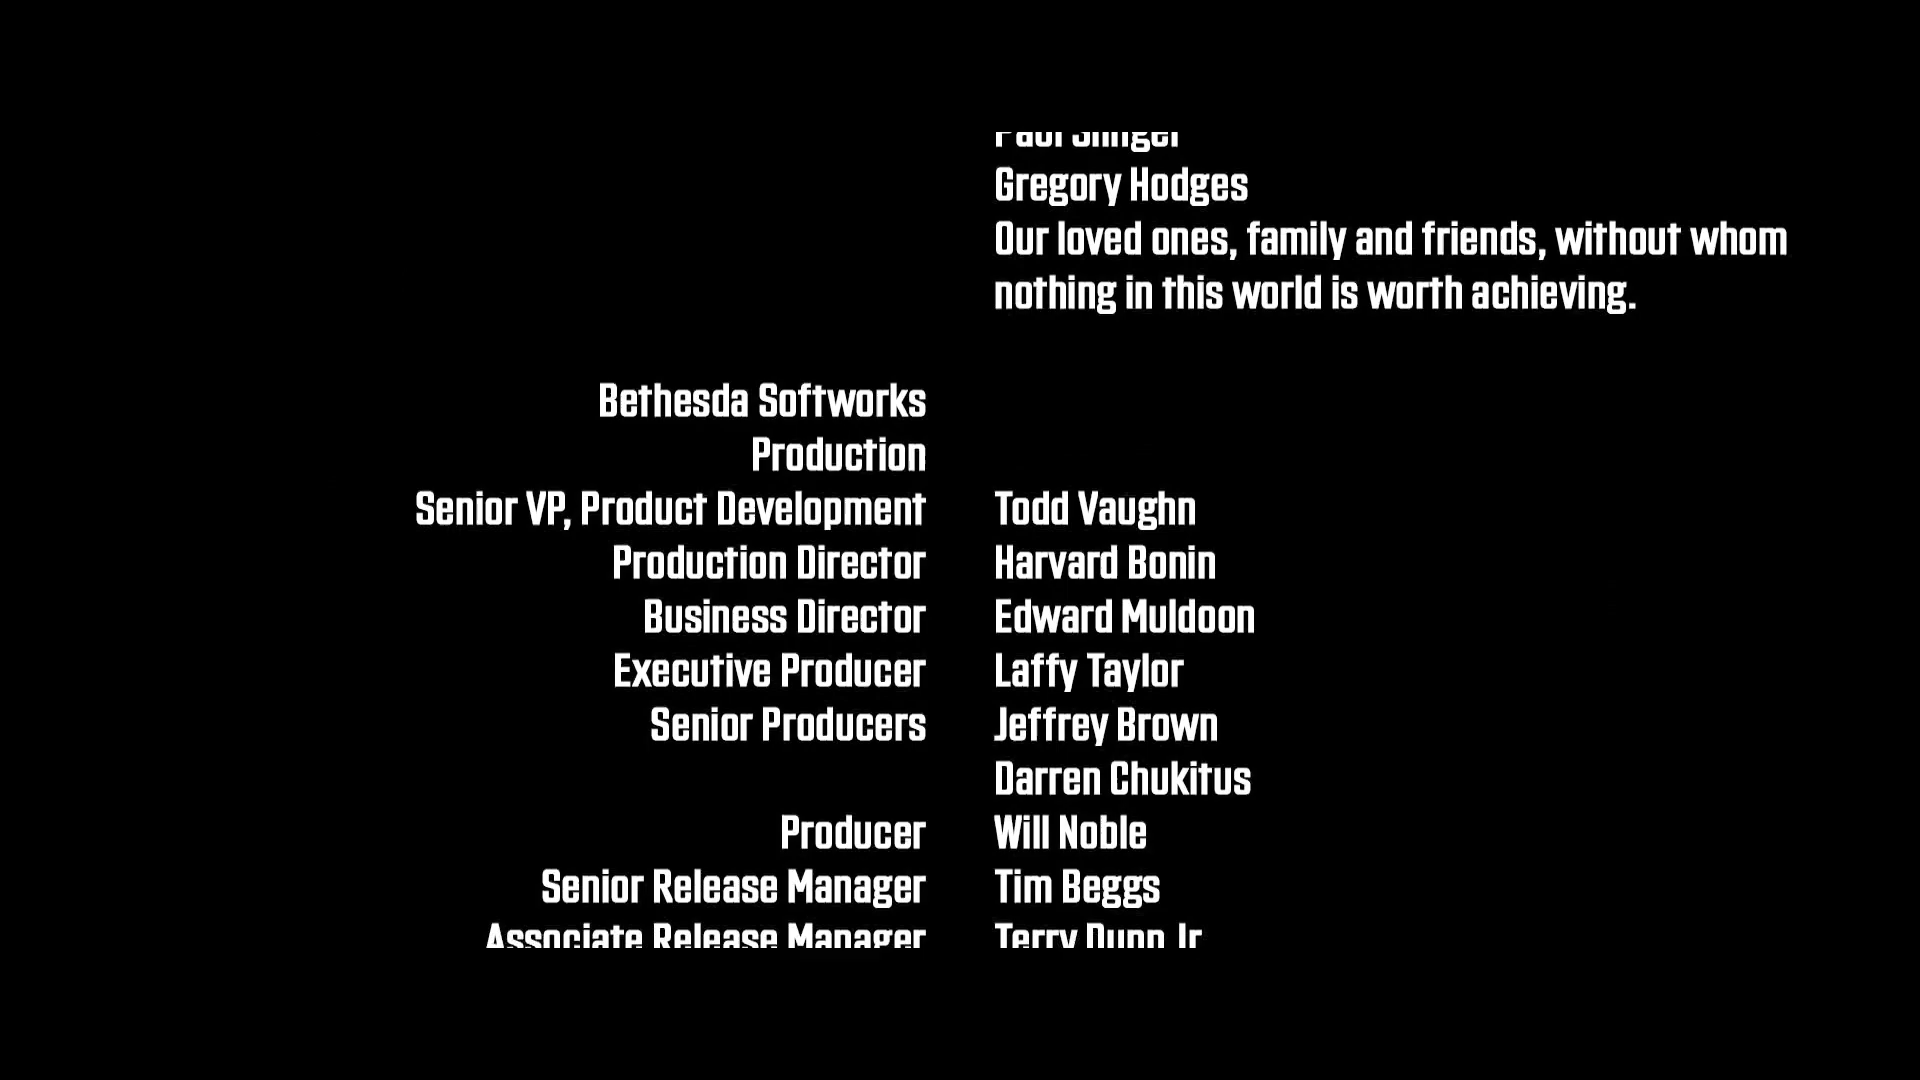 Gregory Hodges
Our loved ones, family and friends, without whom
nothing in this world is worth achieving.
Bethesda Softworks
Production
Senior VP, Product Development Todd Vaughn
Production Director Harvard Bonin
Business Director Edward Muldoon
Executive Producer Laffy Taylor
Senior Producers Jeffrey Brown
Darren Chukitus
Producer Will Noble
Senior Release Manager Tim Beggs
Associate Release Manager Terry Dunn Jr